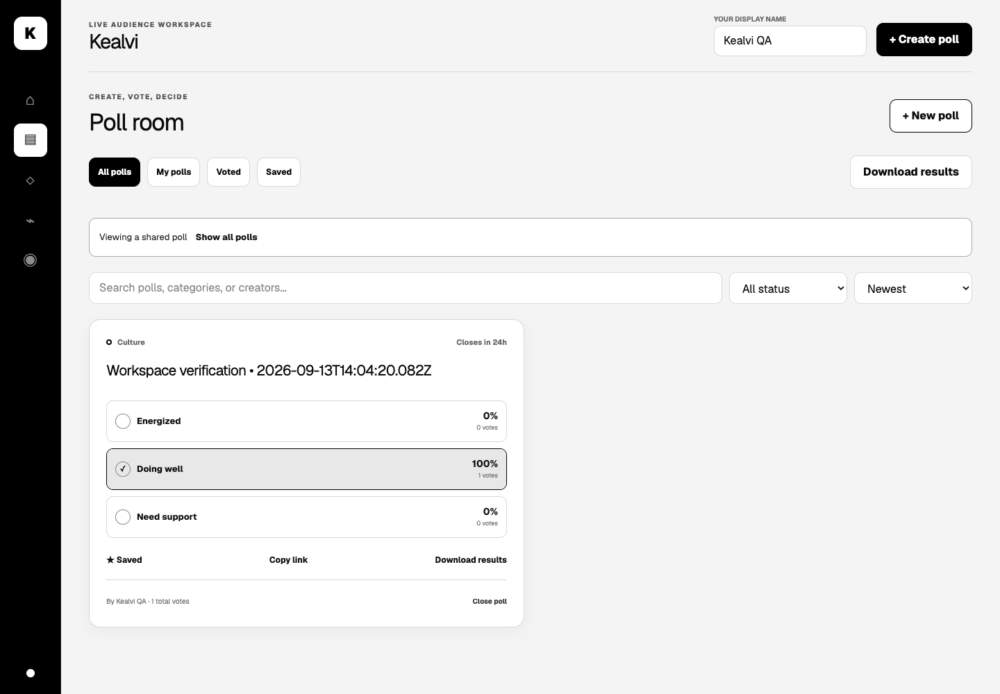 K
LIVE AUDIENCE WORKSPACE
Kealvi
YOUR DISPLAY NAME
Kealvi QA
+ Create poll
CREATE, VOTE, DECIDE
Poll room
+ New poll
All polls
My polls
Voted
Saved
Download results
Viewing a shared poll Show all polls
Search polls, categories, or creators...
All status
Newest
Culture
Closes in 24h
Workspace verification • 2026-09-13T14:04:20.082Z
Energized
0%
0 votes
✓ Doing well
100%
1 votes
Need support
0%
0 votes
★ Saved
Copy link
Download results
By Kealvi QA · 1 total votes
Close poll